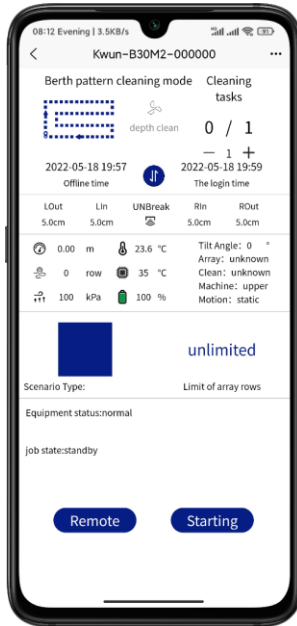 08:12 Evening | 3.5KB/s
Kwun-B30M2-000000
Berth pattern cleaning mode
Cleaning tasks
depth clean
0 / 1
— 1 +
2022-05-18 19:57
2022-05-18 19:59
Offline time
The login time
LOut LIn UNBreak RIn ROut
5.0cm 5.0cm 5.0cm 5.0cm
0.00 m 23.6 °C Tilt Angle: 0 °
Array: unknown
0 row 35 °C Clean: unknown
Machine: upper
100 kPa 100 % Motion: static
unlimited
Scenario Type: Limit of array rows
Equipment status:normal
job state:standby
Remote Starting